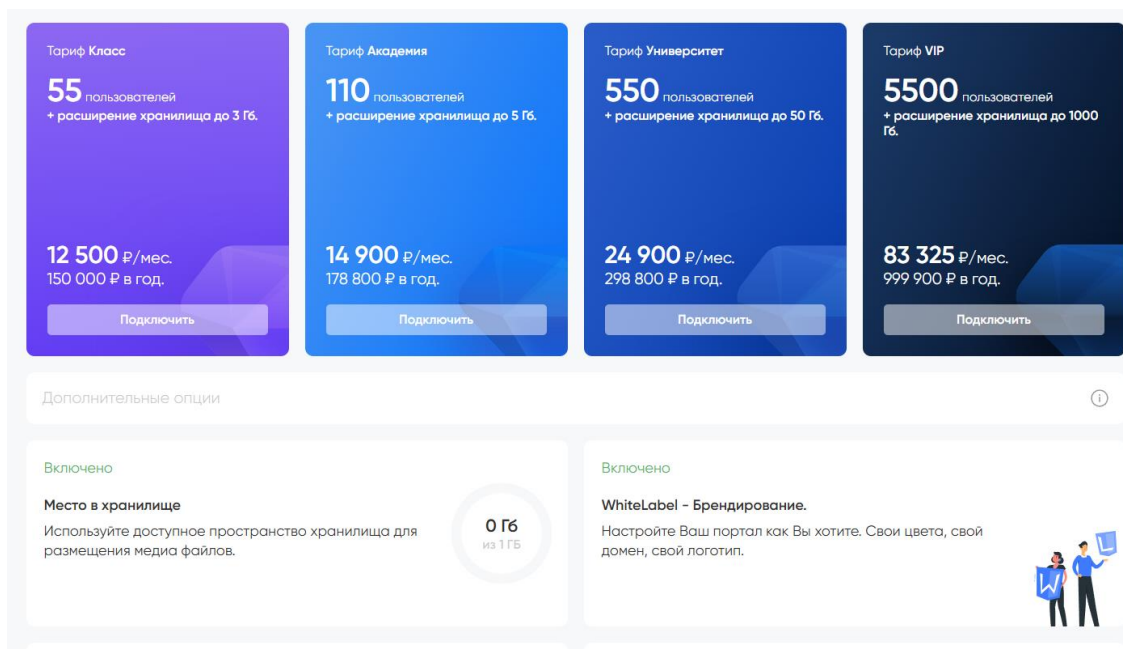 Тариф Класс
55 пользователей
+ расширение хранилища до 3 Гб.
12 500 ₽/мес.
150 000 ₽ в год.
Подключить
Тариф Академия
110 пользователей
+ расширение хранилища до 5 Гб.
14 900 ₽/мес.
178 800 ₽ в год.
Подключить
Тариф Университет
550 пользователей
+ расширение хранилища до 50 Гб.
24 900 ₽/мес.
298 800 ₽ в год.
Подключить
Тариф VIP
5500 пользователей
+ расширение хранилища до 1000
Гб.
83 325 ₽/мес.
999 900 ₽ в год.
Подключить
Дополнительные опции
Включено
Место в хранилище
Используйте доступное пространство хранилища для
размещения медиа файлов.
0 Гб
из 1 ГБ
Включено
WhiteLabel - Брендирование.
Настройте Ваш портал как Вы хотите. Свои цвета, свой
домен, свой логотип.
W
L